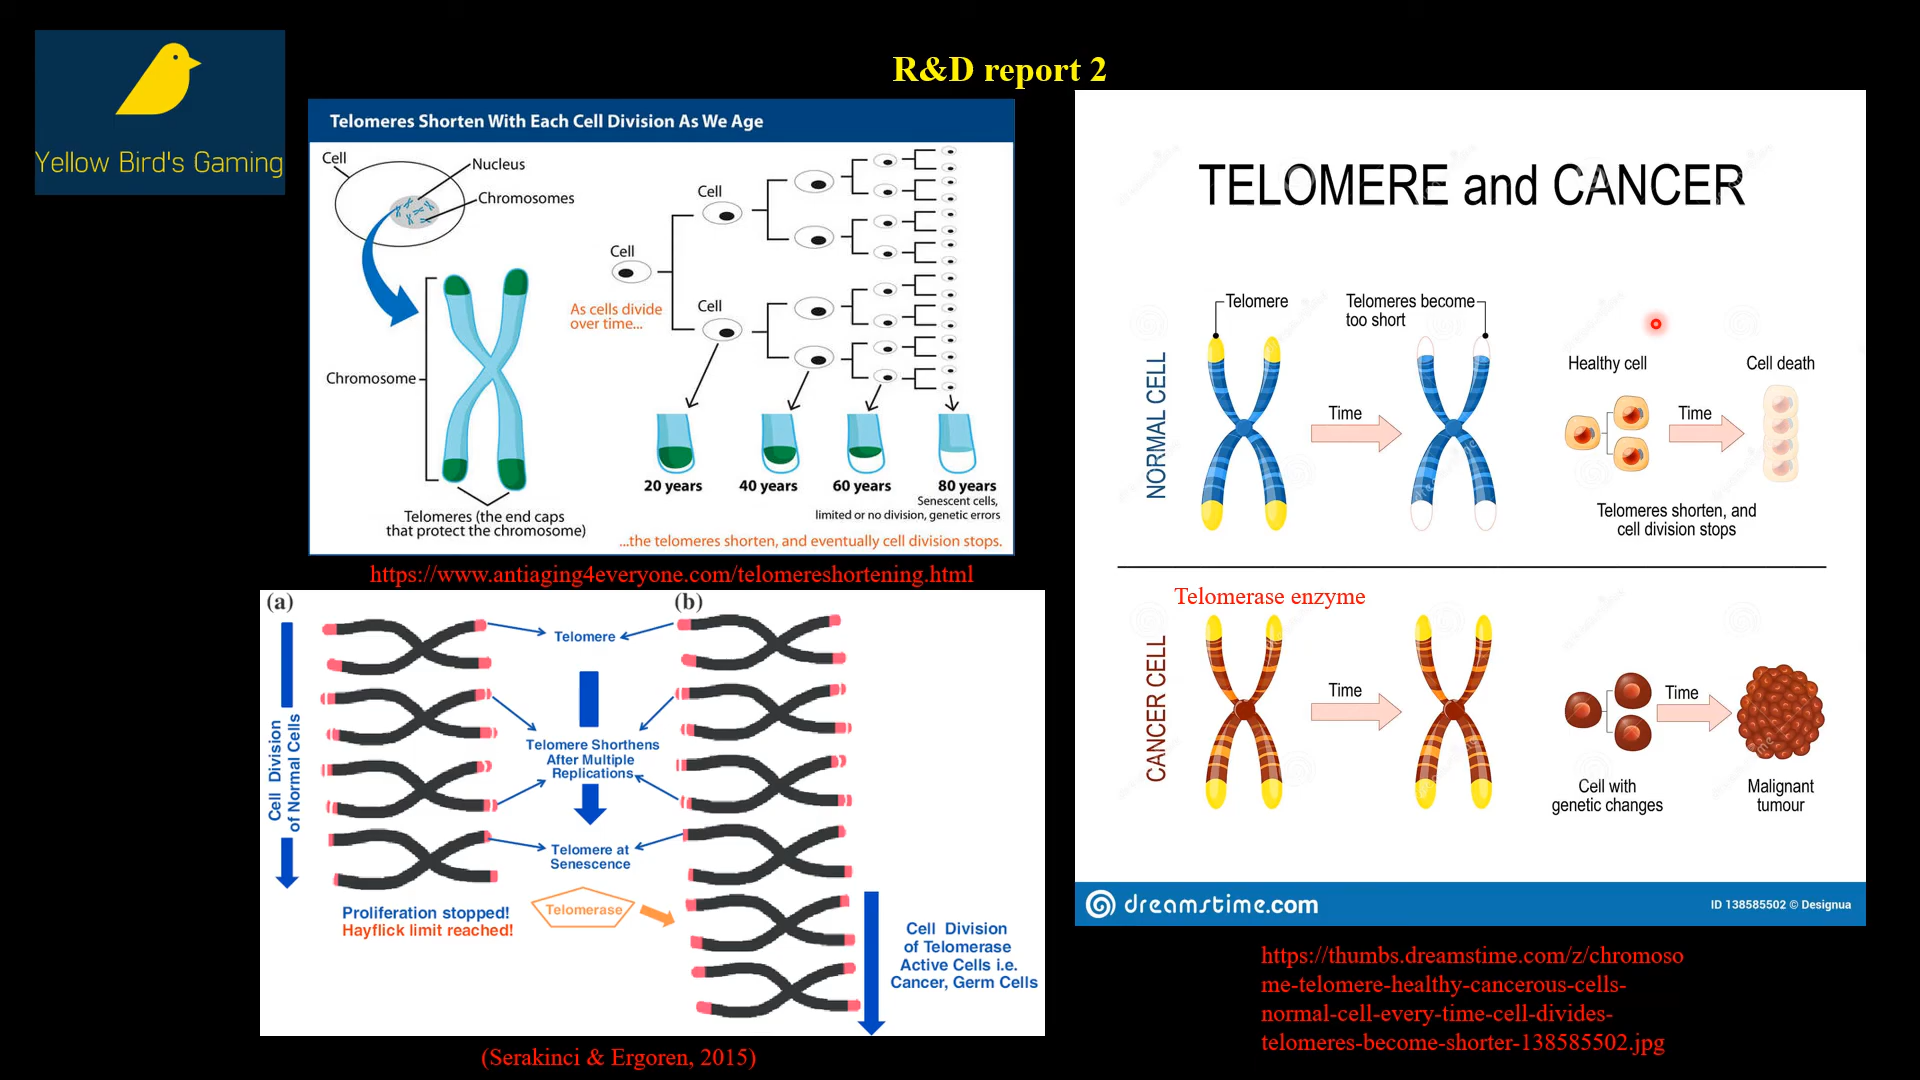 R&D report 2
Yellow Bird's Gaming
Telomeres Shorten With Each Cell Division As We Age
Cell
Nucleus
Chromosomes
Chromosome
Telomeres (the end caps
that protect the chromosome)
Cell
Cell
Cell
As cells divide
over time...
20 years
40 years
60 years
80 years
Senescent cells,
limited or no division, genetic errors
...the telomeres shorten, and eventually cell division stops.
https://www.antiaging4everyone.com/telomereshortening.html
(a)
(b)
Cell Division
of Normal Cells
Telomere
Telomere Shorthens
After Multiple
Replications
Telomere at
Senescence
Telomerase
Proliferation stopped!
Hayflick limit reached!
Cell Division
of Telomerase
Active Cells i.e.
Cancer, Germ Cells
(Serakinci & Ergoren, 2015)
TELOMERE and CANCER
NORMAL CELL
Telomere
Telomeres become
too short
Time
Healthy cell
Time
Cell death
Telomeres shorten, and
cell division stops
Telomerase enzyme
CANCER CELL
Time
Time
Cell with
genetic changes
Malignant
tumour
dreamstime.com
ID 138585502 © Designua
https://thumbs.dreamstime.com/z/chromoso
me-telomere-healthy-cancerous-cells-
normal-cell-every-time-cell-divides-
telomeres-become-shorter-138585502.jpg